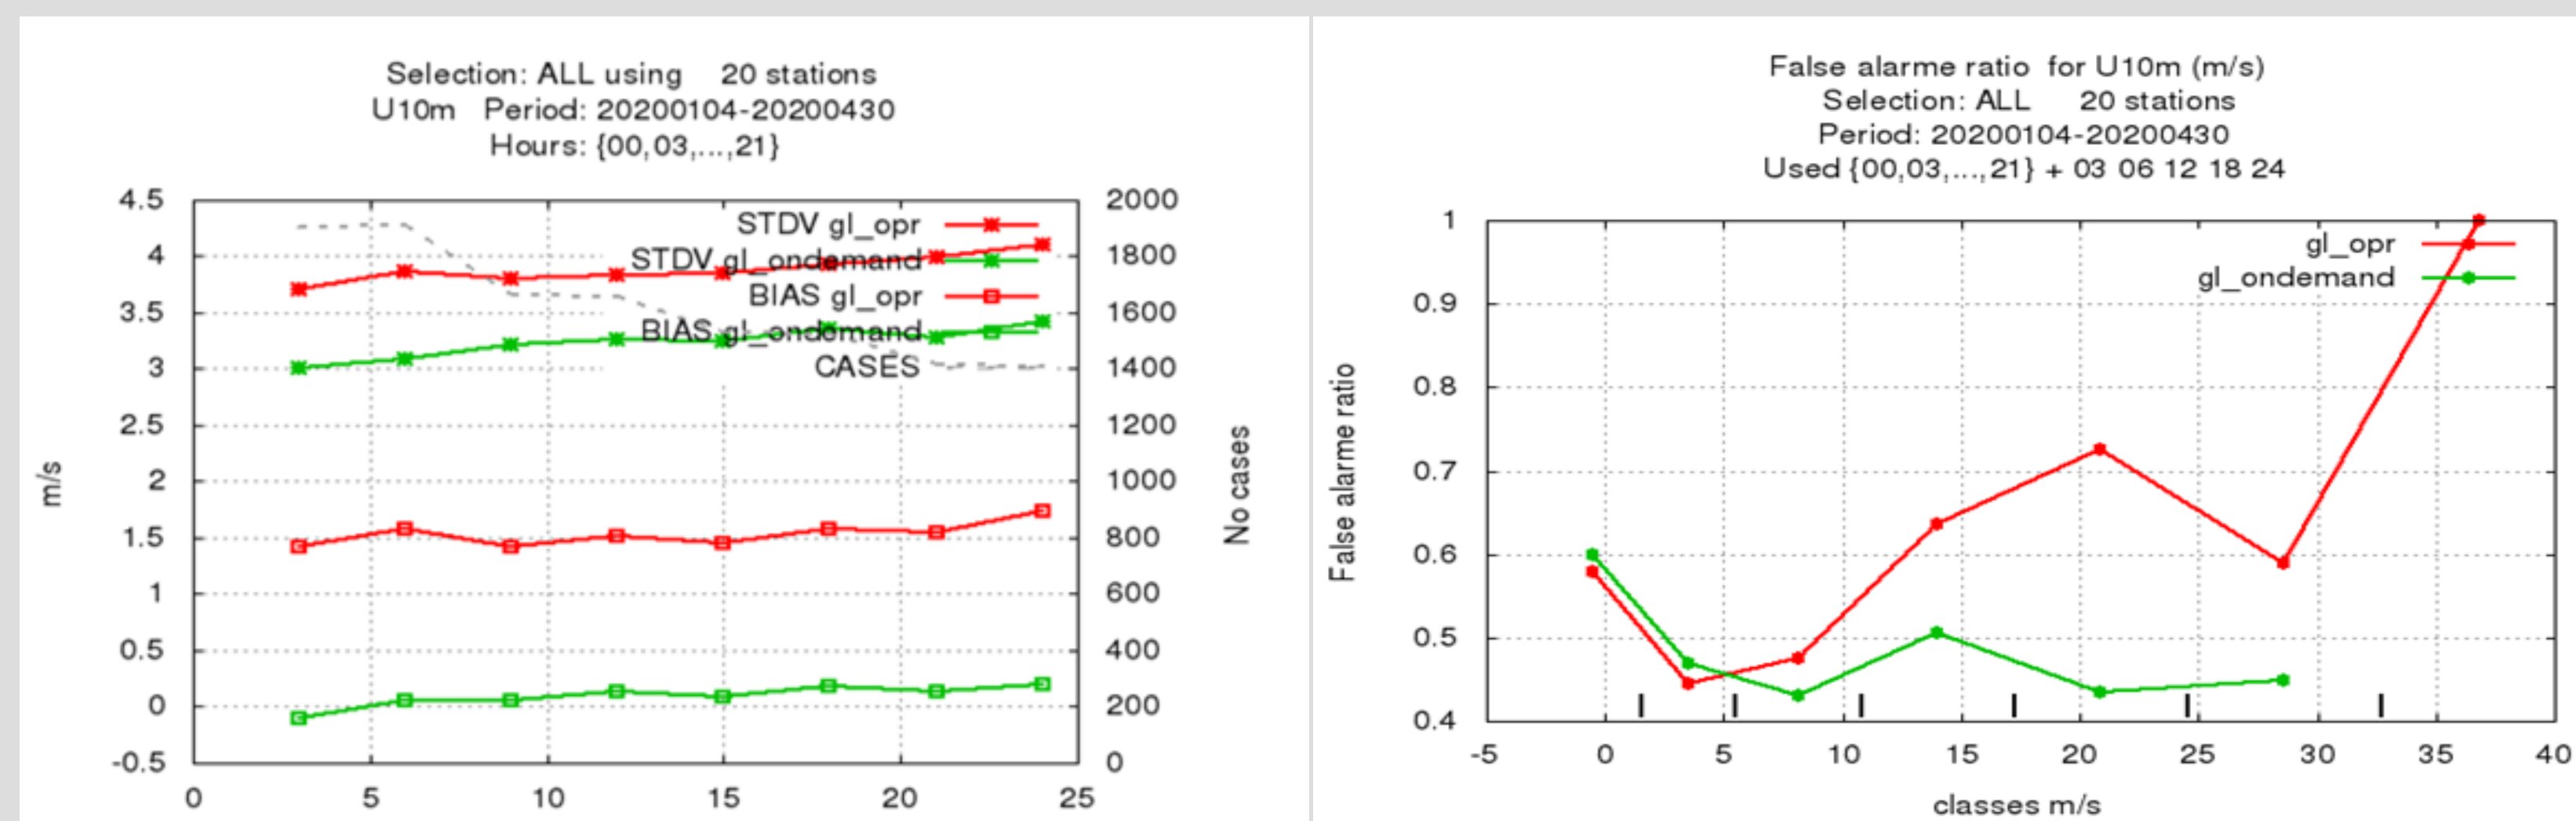 Selection: ALL using 20 stations
U10m Period: 20200104-20200430
Hours: {00,03,...,21}
4.5
4
3.5
3
2.5
2
1.5
1
0.5
0
-0.5
m/s
STDV gl_opr
STDV gl_ondemand
BIAS gl_opr
BIAS gl_ondemand
CASES
2000
1800
1600
1400
1200
1000
800
600
400
200
0
No cases
0 5 10 15 20 25
False alarme ratio for U10m (m/s)
Selection: ALL 20 stations
Period: 20200104-20200430
Used {00,03,...,21} + 03 06 12 18 24
1
0.9
0.8
0.7
0.6
0.5
0.4
False alarme ratio
gl_opr
gl_ondemand
-5 0 5 10 15 20 25 30 35 40
classes m/s